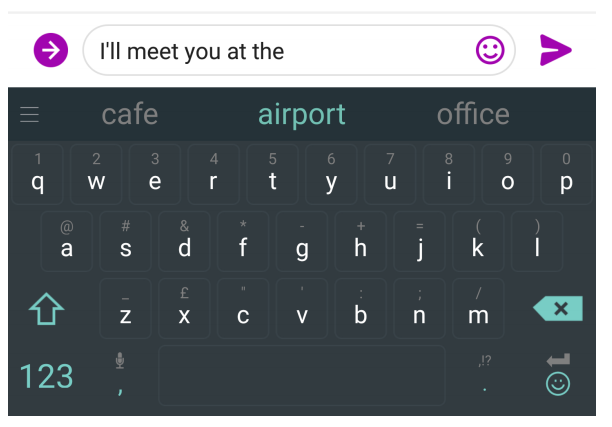 I'll meet you at the
cafe airport office
1 2 3 4 5 6 7 8 9 0
q w e r t y u i o p
@ # & * - + = ( )
a s d f g h j k l
_ £ " ' : ; /
z x c v b n m
123 , ,!? .